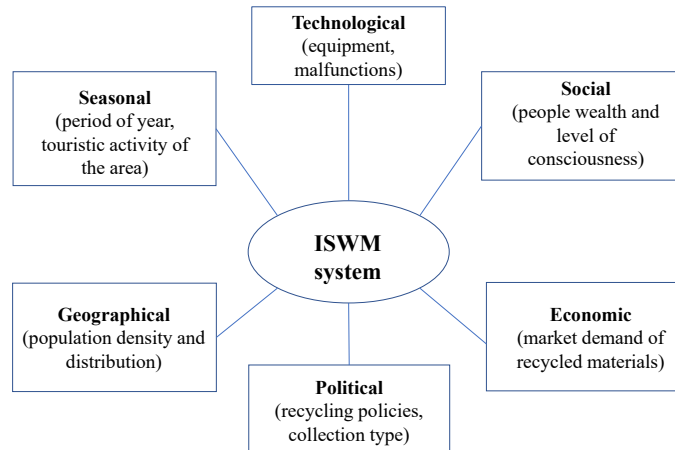 Technological
(equipment,
malfunctions)
Seasonal
(period of year,
touristic activity of
the area)
Social
(people wealth and
level of
consciousness)
ISWM
system
Geographical
(population density and
distribution)
Economic
(market demand of
recycled materials)
Political
(recycling policies,
collection type)